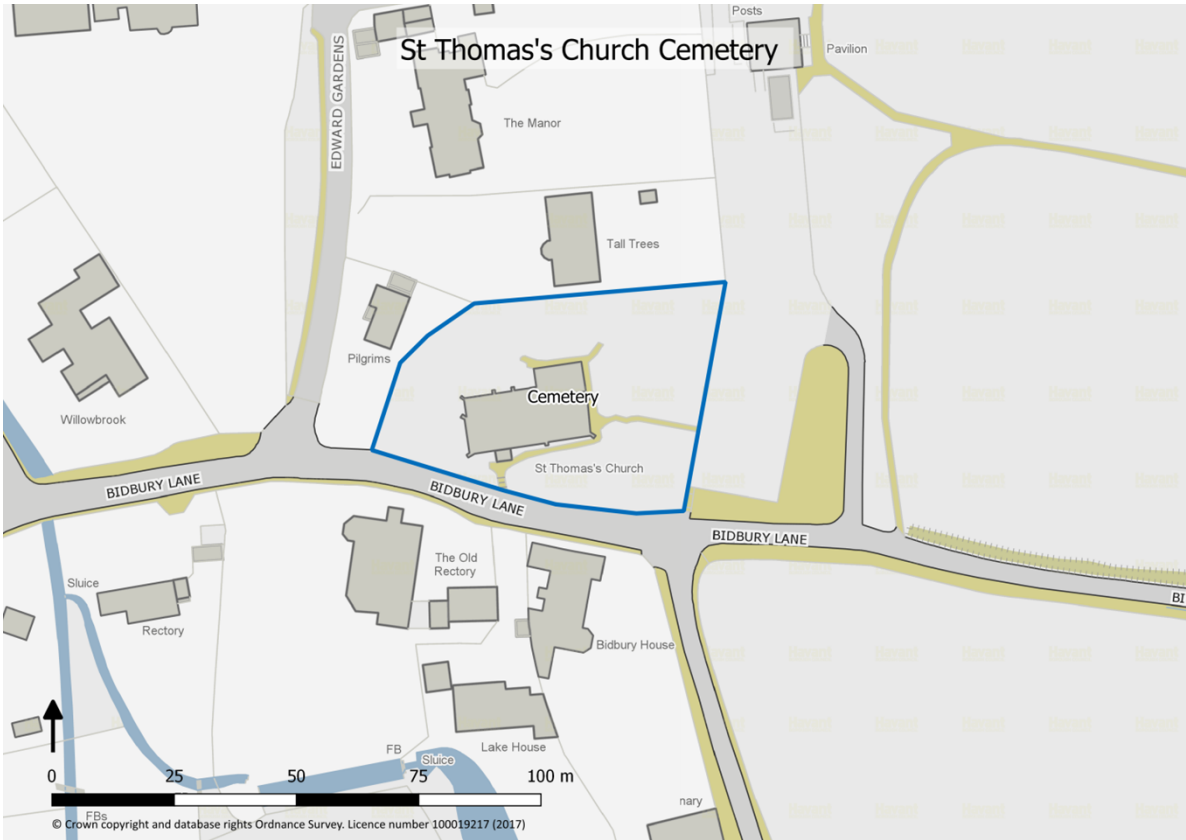 Posts
St Thomas's Church Cemetery
Pavilion
EDWARD GARDENS
The Manor
Tall Trees
Pilgrims
Cemetery
Willowbrook
St Thomas's Church
BIDBURY LANE
BIDBURY LANE
BIDBURY LANE
The Old
Rectory
Sluice
BI
Rectory
Bidbury House
Lake House
FB
Sluice
0 25 50 75 100 m
nary
FBs
© Crown copyright and database rights Ordnance Survey. Licence number 100019217 (2017)